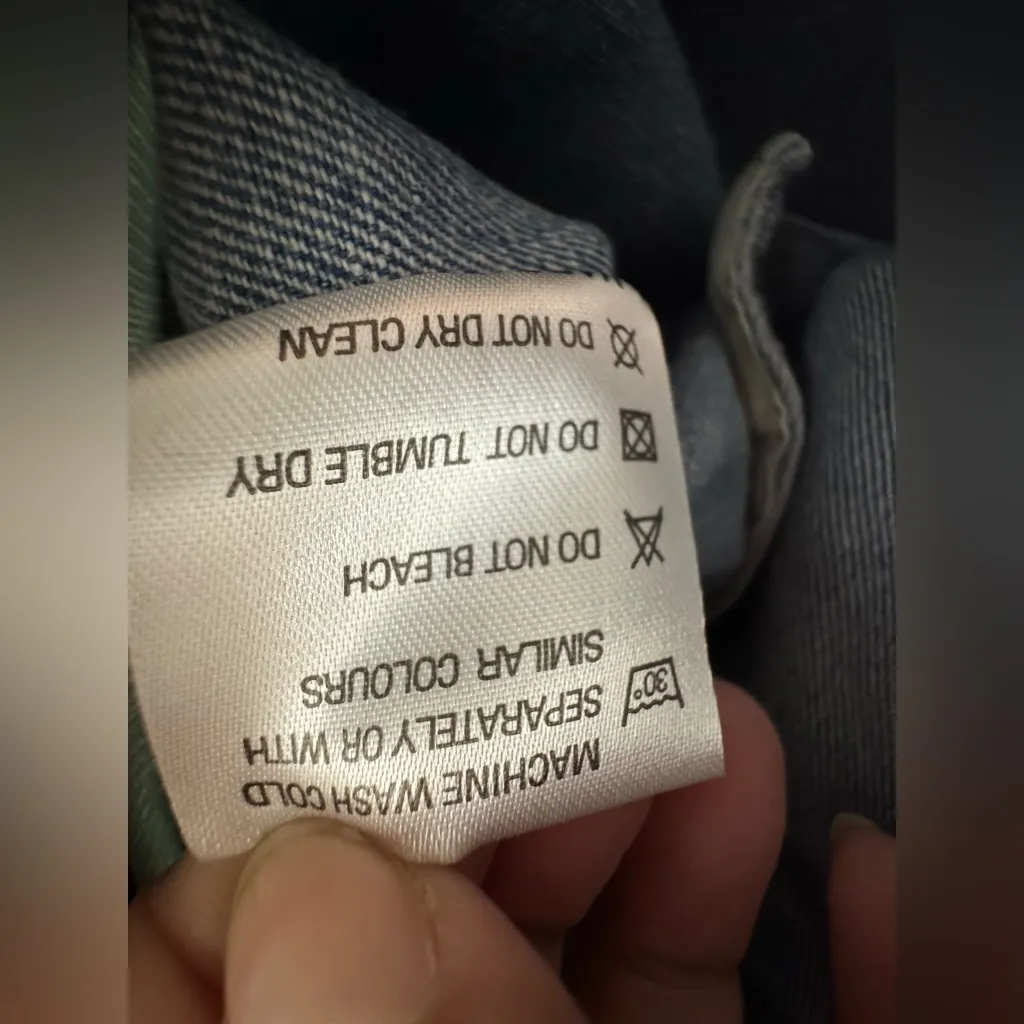 MACHINE WASH COLD
SEPARATELY OR WITH
SIMILAR COLOURS
30°
DO NOT BLEACH
DO NOT TUMBLE DRY
DO NOT DRY CLEAN